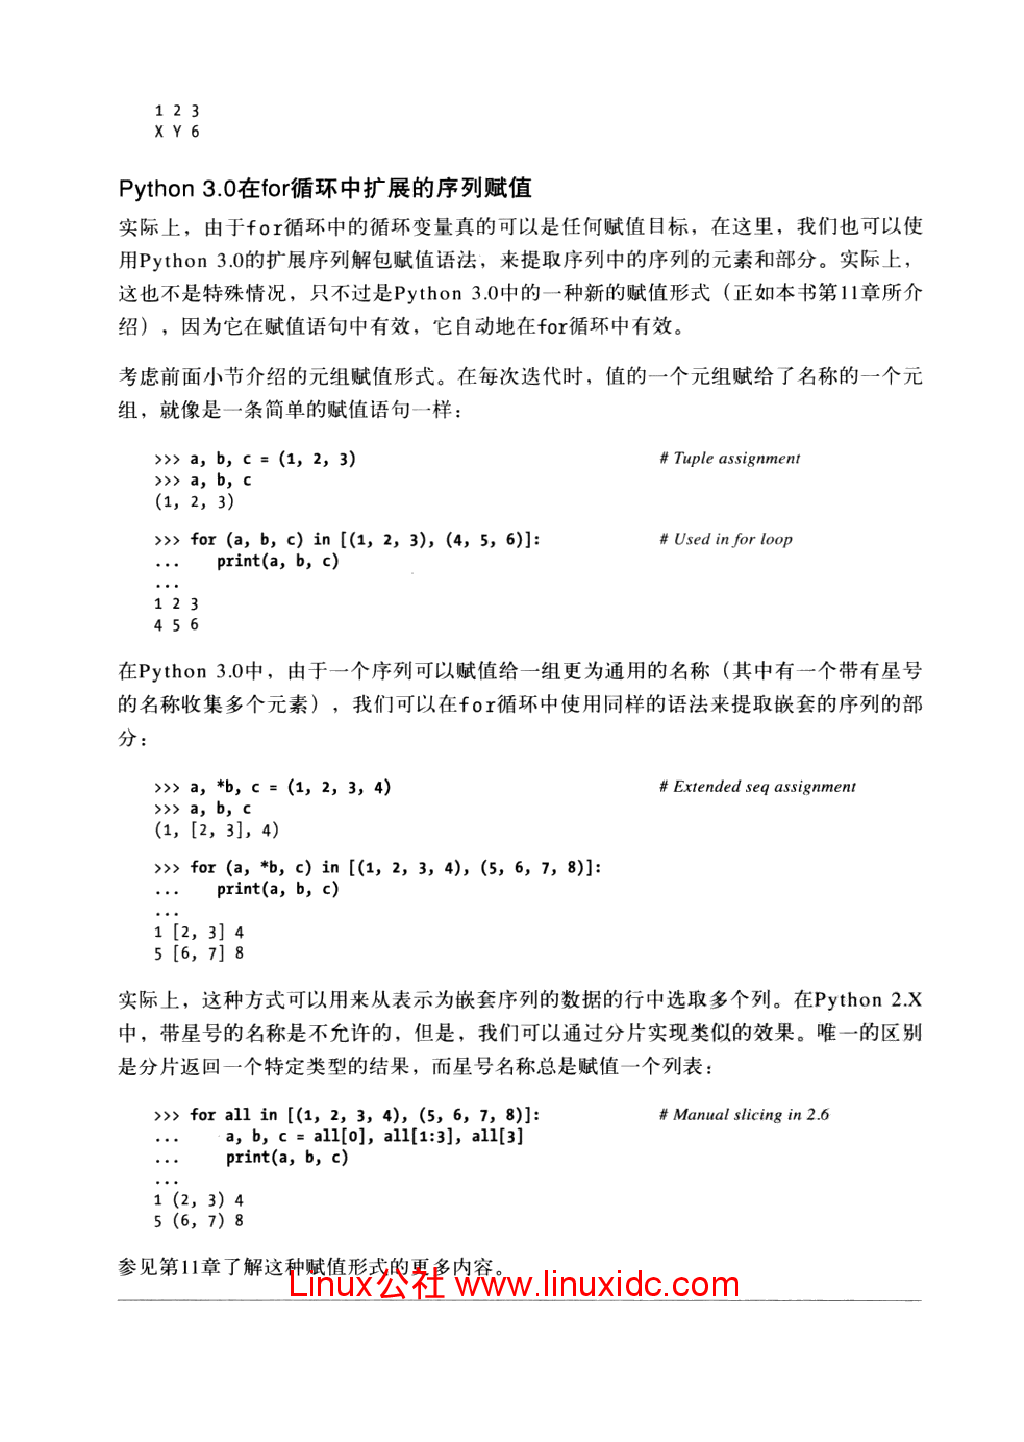 1 2 3
X Y 6
Python 3.0在for循环中扩展的序列赋值
实际上，由于for循环中的循环变量真的可以是任何赋值目标，在这里，我们也可以使
用Python 3.0的扩展序列解包赋值语法，来提取序列中的序列的元素和部分。实际上，
这也不是特殊情况，只不过是Python 3.0中的一种新的赋值形式（正如本书第11章所介
绍），因为它在赋值语句中有效，它自动地在for循环中有效。
考虑前面小节介绍的元组赋值形式。在每次迭代时，值的一个元组赋给了名称的一个元
组，就像是一条简单的赋值语句一样：
>>> a, b, c = (1, 2, 3) # Tuple assignment
>>> a, b, c
(1, 2, 3)
>>> for (a, b, c) in [(1, 2, 3), (4, 5, 6)]: # Used in for loop
... print(a, b, c)
...
1 2 3
4 5 6
在Python 3.0中，由于一个序列可以赋值给一组更为通用的名称（其中有一个带有星号
的名称收集多个元素），我们可以在for循环中使用同样的语法来提取嵌套的序列的部
分：
>>> a, *b, c = (1, 2, 3, 4) # Extended seq assignment
>>> a, b, c
(1, [2, 3], 4)
>>> for (a, *b, c) in [(1, 2, 3, 4), (5, 6, 7, 8)]:
... print(a, b, c)
...
1 [2, 3] 4
5 [6, 7] 8
实际上，这种方式可以用来从表示为嵌套序列的数据的行中选取多个列。在Python 2.X
中，带星号的名称是不允许的，但是，我们可以通过分片实现类似的效果。唯一的区别
是分片返回一个特定类型的结果，而星号名称总是赋值一个列表：
>>> for all in [(1, 2, 3, 4), (5, 6, 7, 8)]: # Manual slicing in 2.6
... a, b, c = all[0], all[1:3], all[3]
... print(a, b, c)
...
1 (2, 3) 4
5 (6, 7) 8
参见第11章了解这种赋值形式的更多内容。
Linux公社 www.linuxidc.com